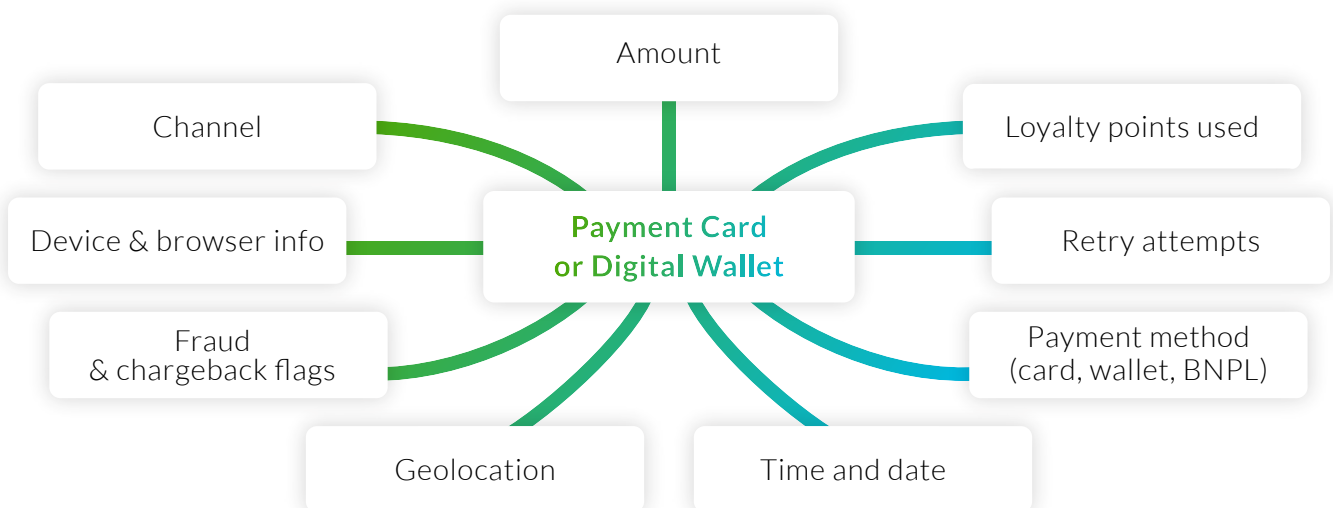 Amount
Channel
Loyalty points used
Payment Card
or Digital Wallet
Device & browser info
Retry attempts
Fraud
& chargeback flags
Payment method
(card, wallet, BNPL)
Geolocation
Time and date